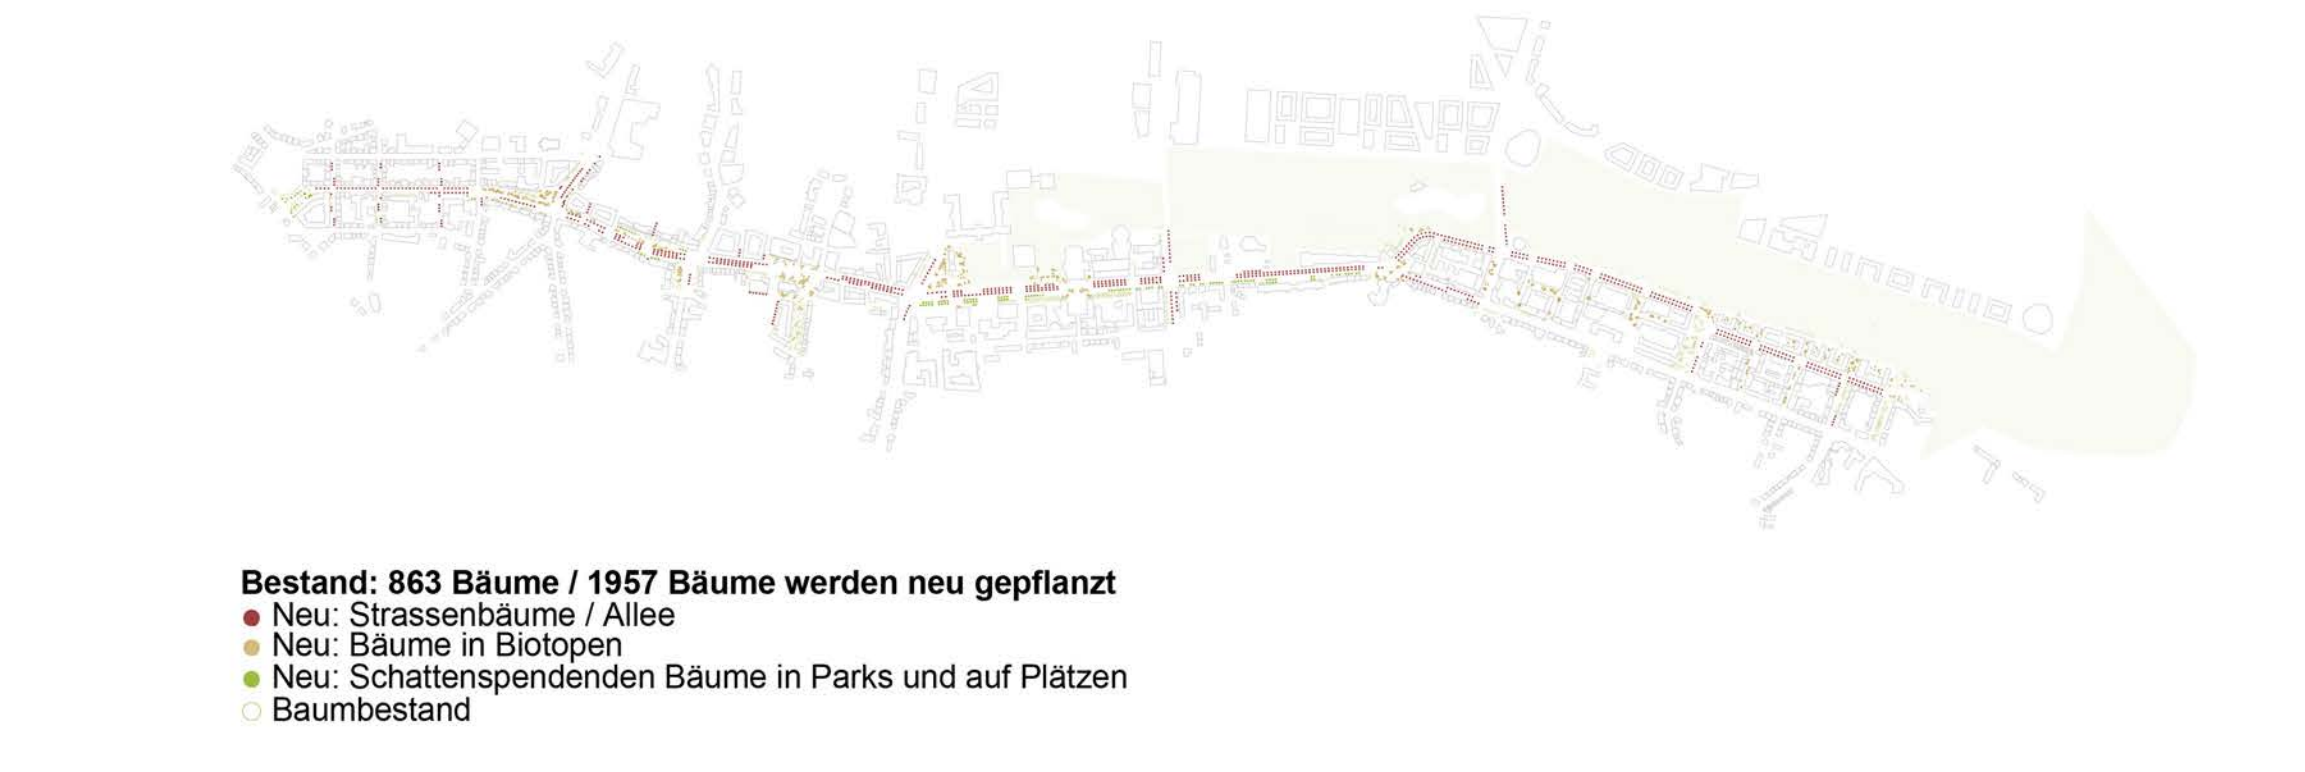 Bestand: 863 Bäume / 1957 Bäume werden neu gepflanzt
Neu: Strassenbäume / Allee
Neu: Bäume in Biotopen
Neu: Schattenspendenden Bäume in Parks und auf Plätzen
Baumbestand